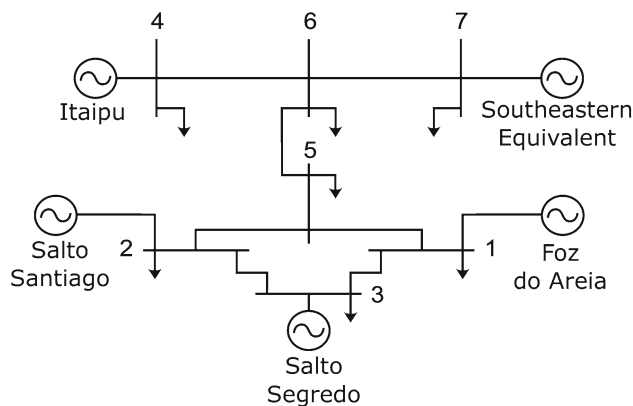 4
6
7
Itaipu
Southeastern
Equivalent
5
Salto
Santiago
2
1
Foz
do Areia
3
Salto
Segredo